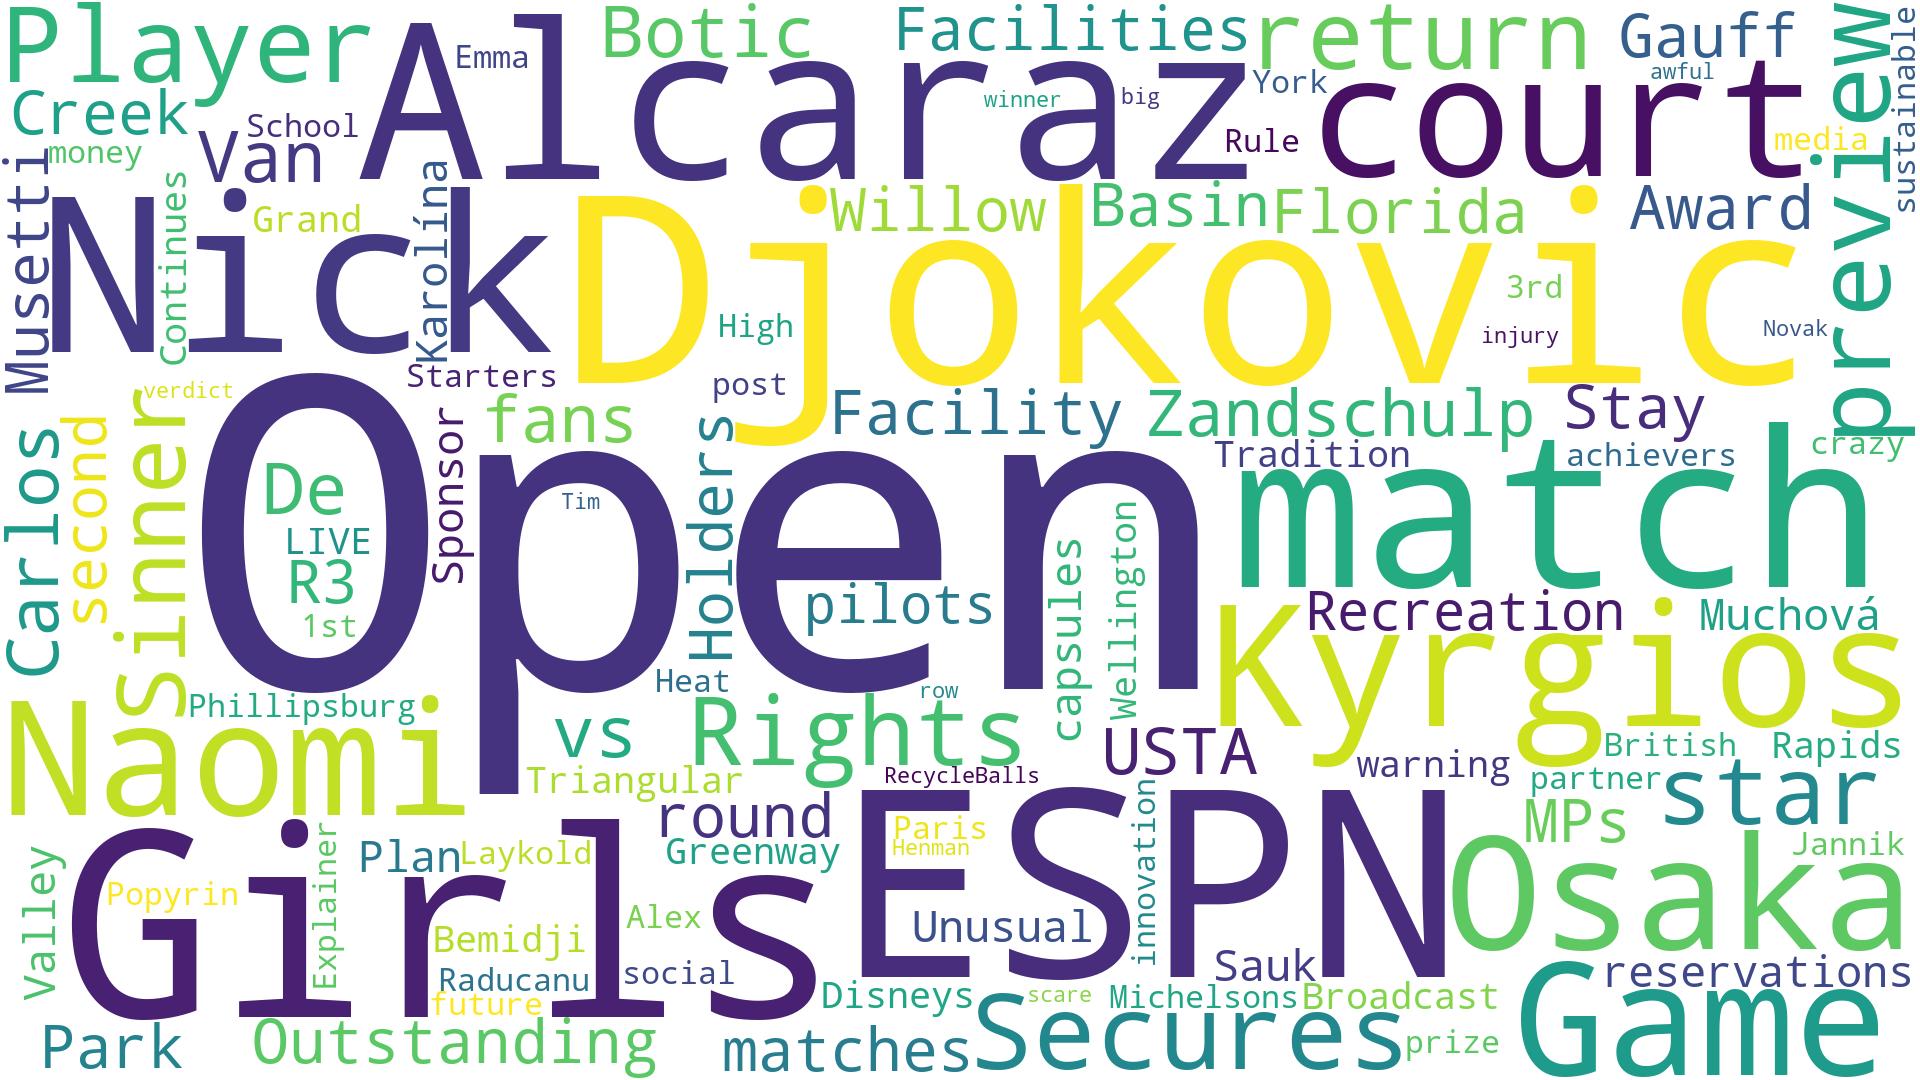 Player
Alcaraz
Emma
Botic
Facilities
return
Gauff
awful
preview
sustainable
Creek
School
winner
big
York
court
money
Van
Rule
media
Musetti
Continues
Grand
Karolína
Willow
Basin
Florida
Award
Nick
Djokovic
High
3rd
injury
Novak
verdict
Starters
post
Sinner
fans
Facility
Zandschulp
Stay
crazy
Carlos
second
De
Sponsor
Holders
Tradition
achievers
match
Open
LIVE
Tim
R3
1st
pilots
capsules
Wellington
Recreation
Muchová
Kyrgios
Naomi
Phillipsburg
Heat
row
vs
Rights
USTA
British
Rapids
Triangular
RecycleBalls
warning
partner
star
round
ESPN
innovation
MPs
Girls
Plan
Laykold
Greenway
Paris
Henman
Osaka
Jannik
Valley
Popyrin
Explainer
Bemidji
Alex
Unusual
Raducanu
social
Sauk
reservations
future
Disneys
scare
Michelsons
Broadcast
Game
Park
Outstanding
matches
Secures
prize